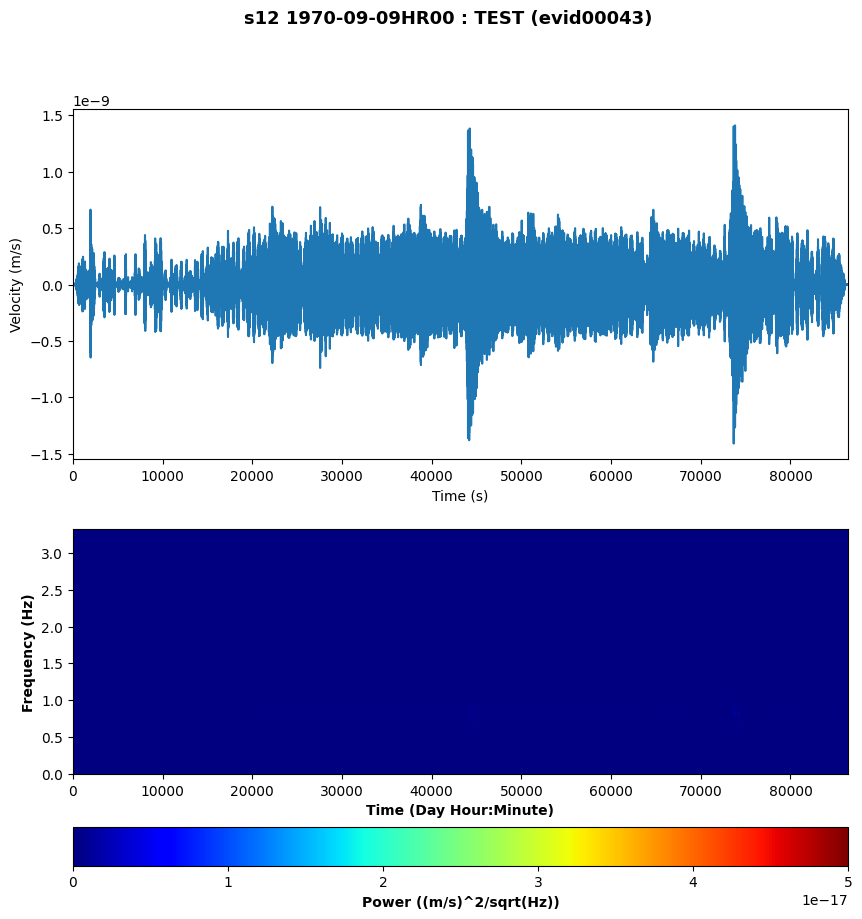 s12 1970-09-09HR00 : TEST (evid00043)
1e−9
1.5
1.0
0.5
0.0
−0.5
−1.0
−1.5
Velocity (m/s)
0 10000 20000 30000 40000 50000 60000 70000 80000
Time (s)
3.0
2.5
2.0
1.5
1.0
0.5
0.0
Frequency (Hz)
0 10000 20000 30000 40000 50000 60000 70000 80000
Time (Day Hour:Minute)
0 1 2 3 4 5
1e−17
Power ((m/s)^2/sqrt(Hz))